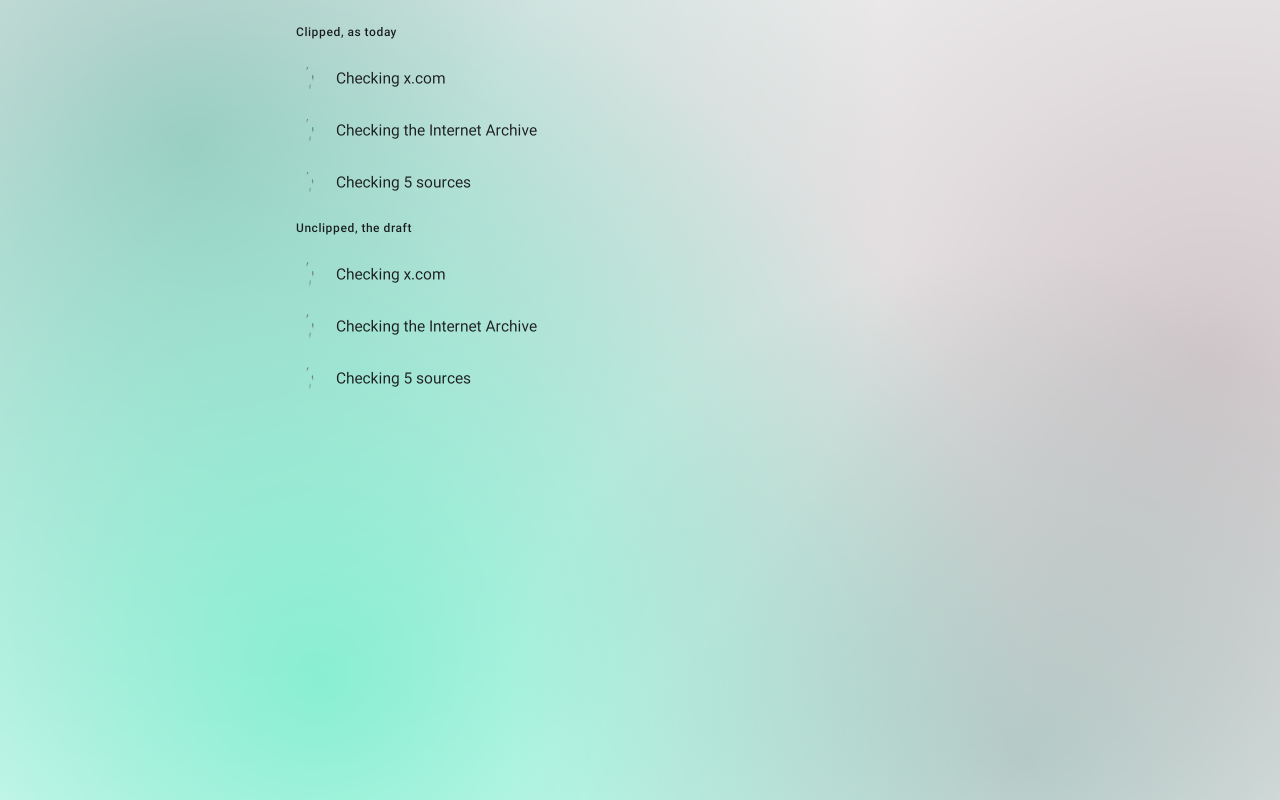 Clipped, as today
Checking x.com
Checking the Internet Archive
Checking 5 sources
Unclipped, the draft
Checking x.com
Checking the Internet Archive
Checking 5 sources